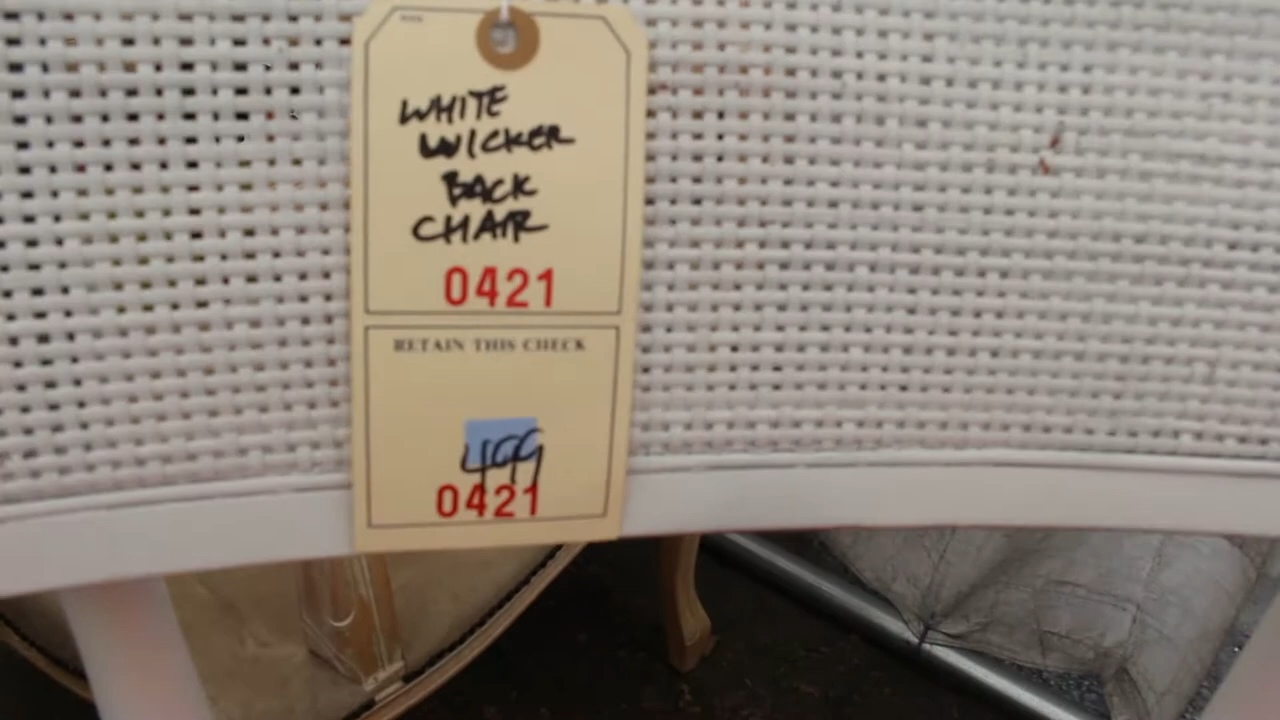 WHITE
WICKER
BACK
CHAIR
0421
RETAIN THIS CHECK
499
0421